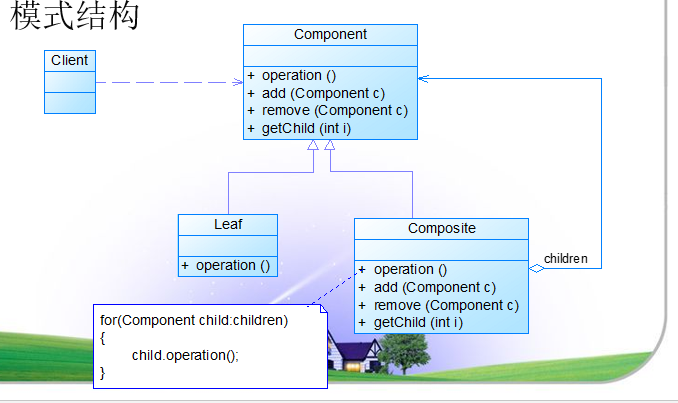 模式结构
Component
Client
+ operation ()
+ add (Component c)
+ remove (Component c)
+ getChild (int i)
Leaf
+ operation ()
Composite
+ operation ()
+ add (Component c)
+ remove (Component c)
+ getChild (int i)
children
for(Component child:children)
{
child.operation();
}